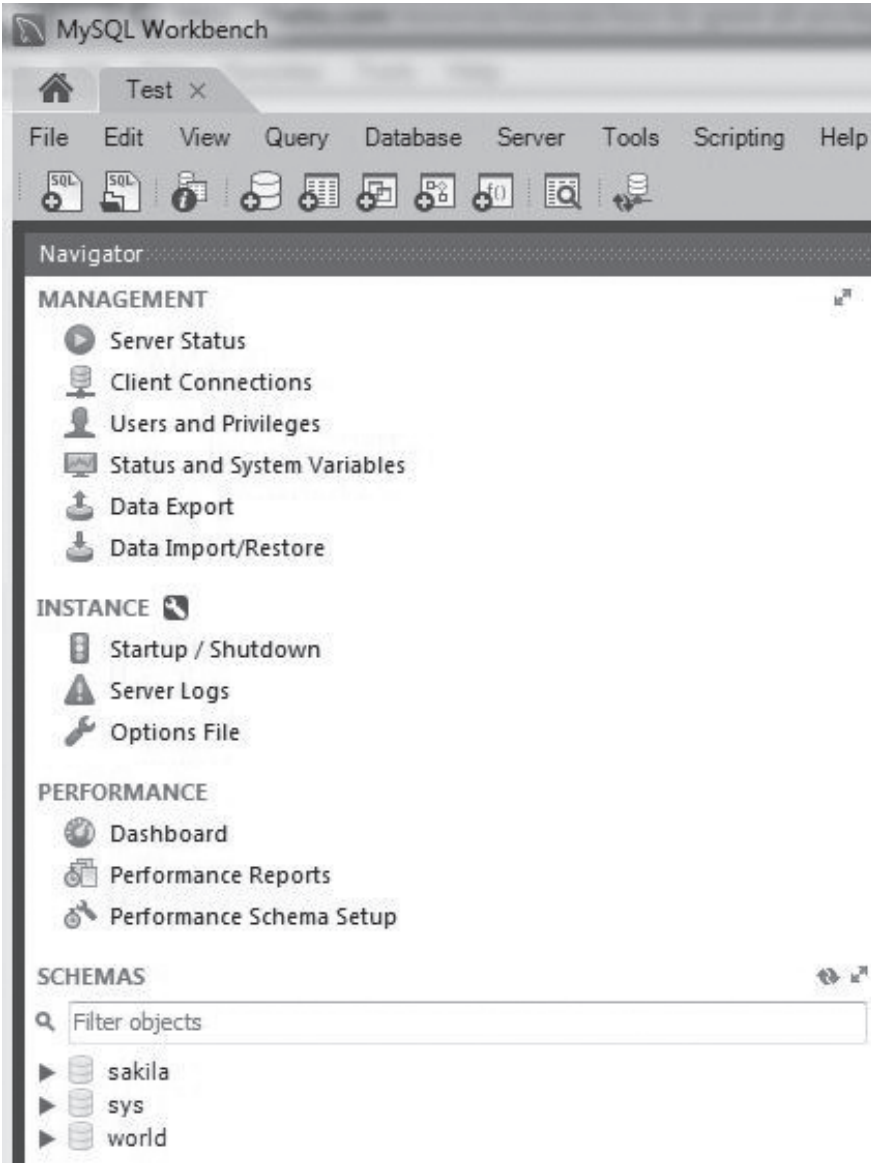 MySQL Workbench
Test
File Edit View Query Database Server Tools Scripting Help
SQL SQL
Navigator
MANAGEMENT
Server Status
Client Connections
Users and Privileges
Status and System Variables
Data Export
Data Import/Restore
INSTANCE
Startup / Shutdown
Server Logs
Options File
PERFORMANCE
Dashboard
Performance Reports
Performance Schema Setup
SCHEMAS
Filter objects
sakila
sys
world